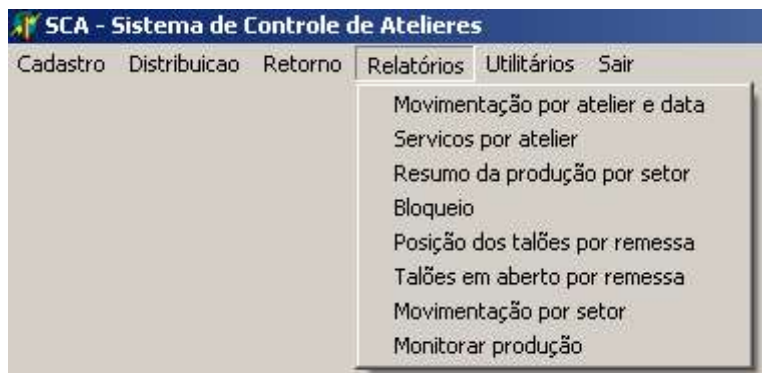 SCA - Sistema de Controle de Atelieres
Cadastro Distribuicao Retorno Relatórios Utilitários Sair
Movimentação por atelier e data
Servicos por atelier
Resumo da produção por setor
Bloqueio
Posição dos talões por remessa
Talões em aberto por remessa
Movimentação por setor
Monitorar produção